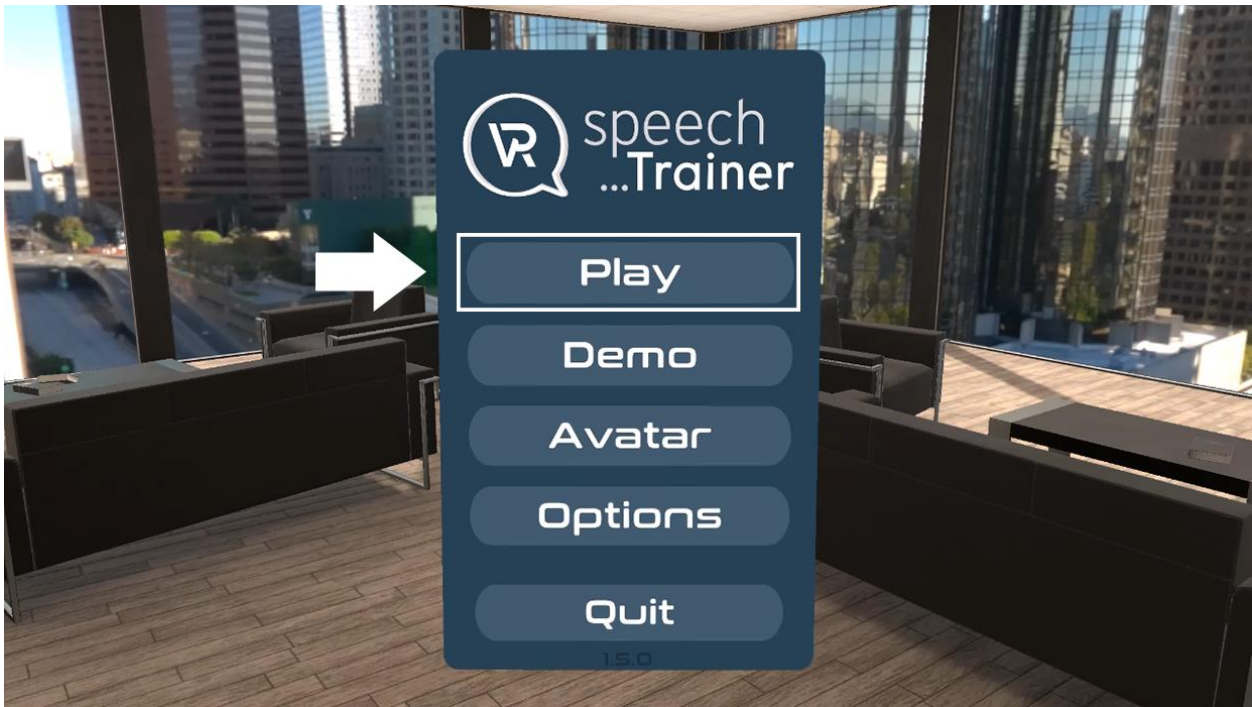 VR
speech
...Trainer
Play
Demo
Avatar
Options
Quit
1.5.0